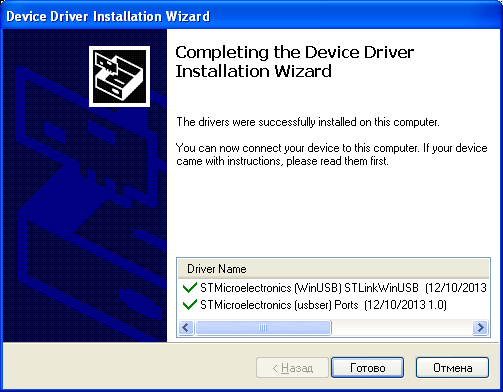 Device Driver Installation Wizard
Completing the Device Driver
Installation Wizard
The drivers were successfully installed on this computer.
You can now connect your device to this computer. If your device
came with instructions, please read them first.
Driver Name
STMicroelectronics (WinUSB) STLinkWinUSB (12/10/2013
STMicroelectronics (usbser) Ports (12/10/2013 1.0)
< Назад
Готово
Отмена